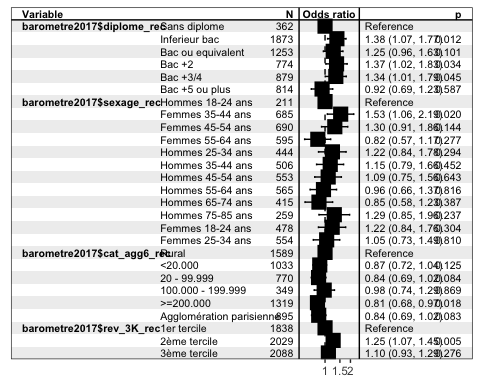 Variable N Odds ratio p
barometre2017$diplome_rec Sans diplome 362 Reference
Inferieur bac 1873 1.38 (1.07, 1.77) 0.012
Bac ou equivalent 1253 1.25 (0.96, 1.63) 0.101
Bac +2 774 1.37 (1.02, 1.83) 0.034
Bac +3/4 879 1.34 (1.01, 1.79) 0.045
Bac +5 ou plus 814 0.92 (0.69, 1.23) 0.587
barometre2017$sexage_rec Hommes 18-24 ans 211 Reference
Femmes 35-44 ans 685 1.53 (1.06, 2.19) 0.020
Femmes 45-54 ans 690 1.30 (0.91, 1.86) 0.144
Femmes 55-64 ans 595 0.82 (0.57, 1.17) 0.277
Hommes 25-34 ans 444 1.22 (0.84, 1.78) 0.294
Hommes 35-44 ans 506 1.15 (0.79, 1.66) 0.452
Hommes 45-54 ans 553 1.09 (0.75, 1.56) 0.643
Hommes 55-64 ans 565 0.96 (0.66, 1.37) 0.816
Hommes 65-74 ans 415 0.85 (0.58, 1.23) 0.387
Hommes 75-85 ans 259 1.29 (0.85, 1.96) 0.237
Femmes 18-24 ans 478 1.22 (0.84, 1.76) 0.304
Femmes 25-34 ans 554 1.05 (0.73, 1.49) 0.810
barometre2017$cat_agg6_rec Rural 1589 Reference
<20.000 1033 0.87 (0.72, 1.04) 0.125
20 - 99.999 770 0.84 (0.69, 1.02) 0.084
100.000 - 199.999 349 0.98 (0.74, 1.29) 0.869
>=200.000 1319 0.81 (0.68, 0.97) 0.018
Agglomération parisienne 895 0.84 (0.69, 1.02) 0.083
barometre2017$rev_3K_rec 1er tercile 1838 Reference
2ème tercile 2029 1.25 (1.07, 1.45) 0.005
3ème tercile 2088 1.10 (0.93, 1.29) 0.276
1 1.5 2